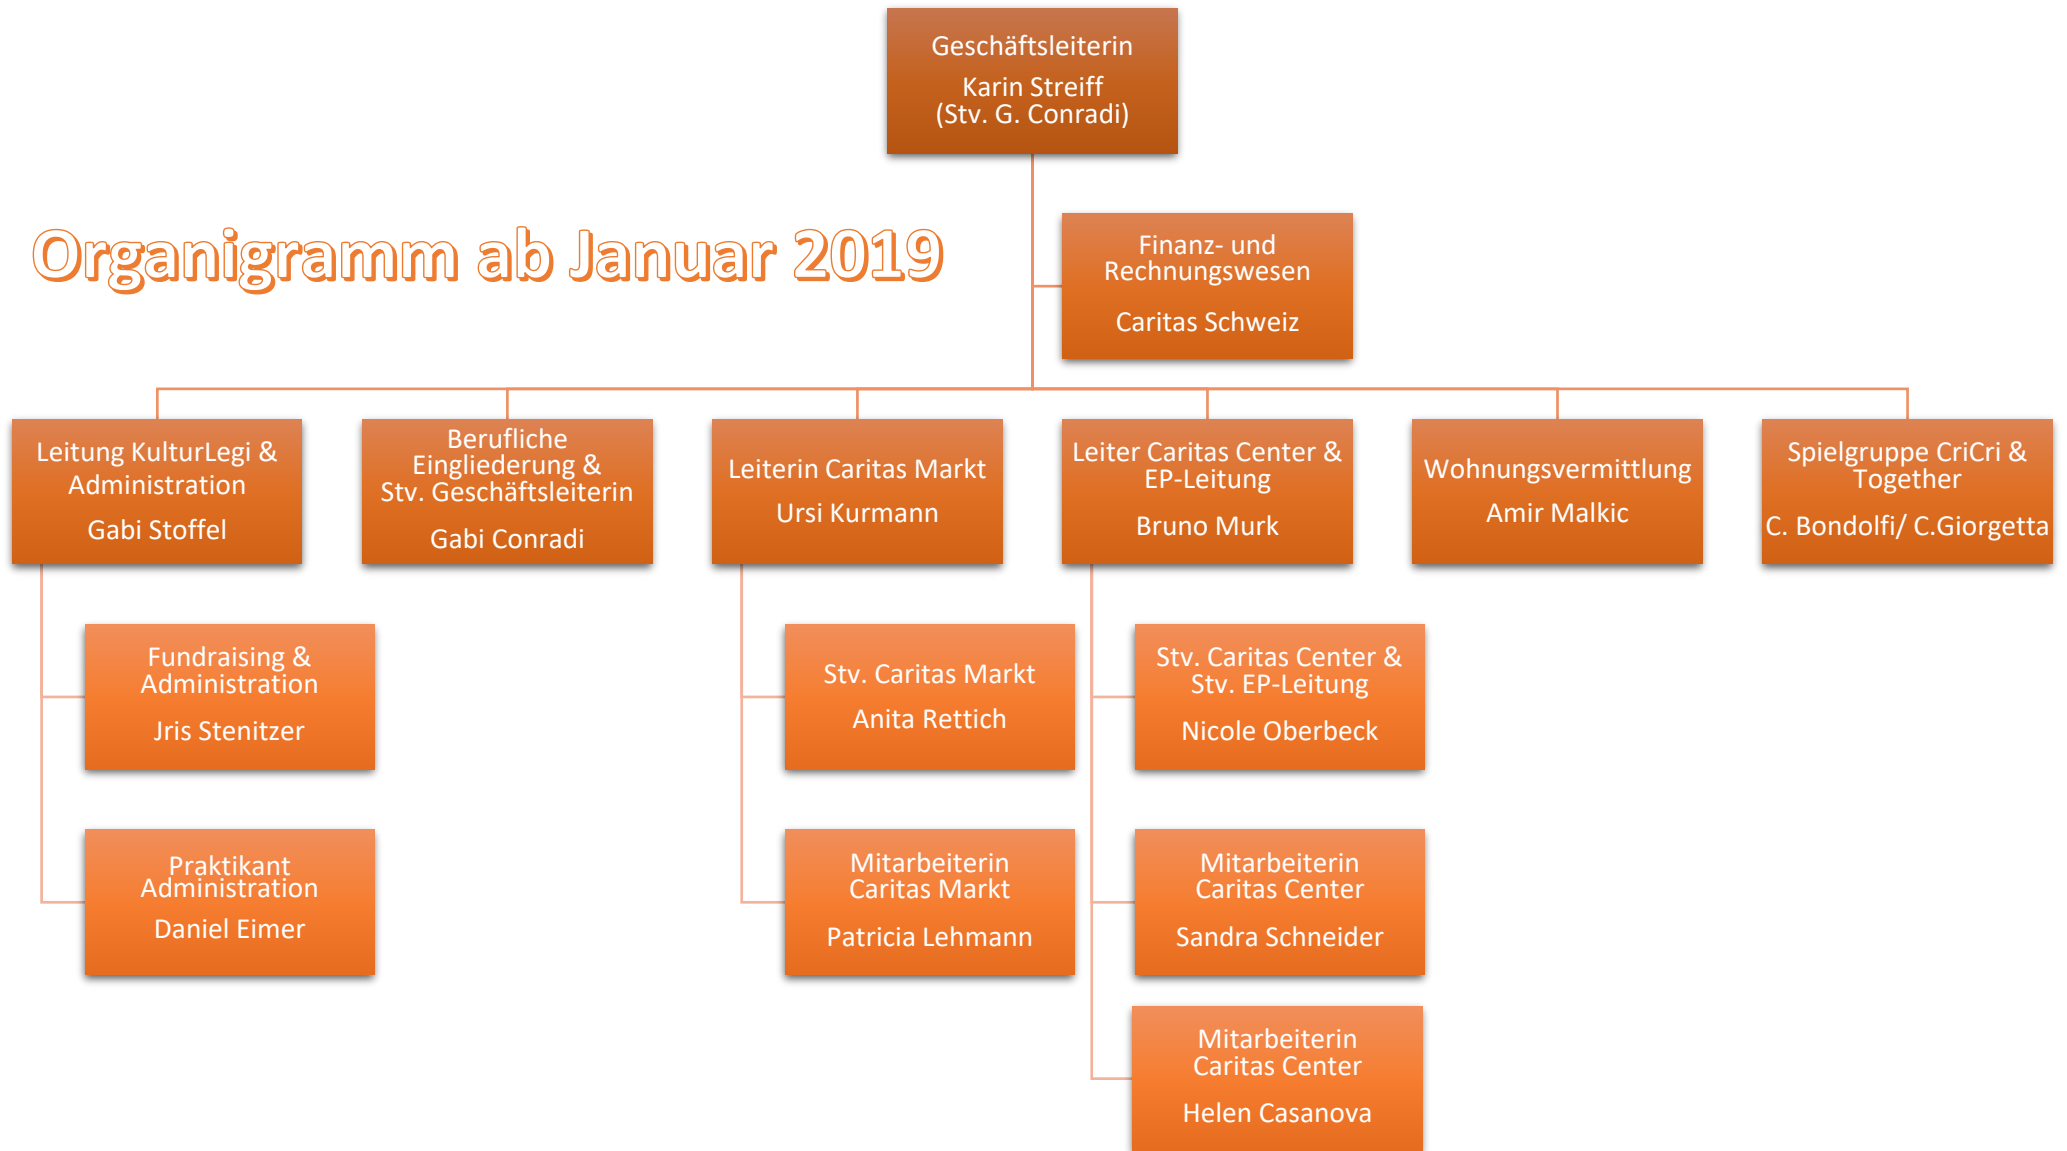 Geschäftsleiterin
Karin Streiff
(Stv. G. Conradi)
Organigramm ab Januar 2019
Finanz- und
Rechnungswesen
Caritas Schweiz
Leitung KulturLegi &
Administration
Gabi Stoffel
Berufliche
Eingliederung &
Stv. Geschäftsleiterin
Gabi Conradi
Leiterin Caritas Markt
Ursi Kurmann
Leiter Caritas Center &
EP-Leitung
Bruno Murk
Wohnungsvermittlung
Amir Malkic
Spielgruppe CriCri &
Together
C. Bondolfi/ C.Giorgetta
Fundraising &
Administration
Jris Stenitzer
Stv. Caritas Markt
Anita Rettich
Stv. Caritas Center &
Stv. EP-Leitung
Nicole Oberbeck
Praktikant
Administration
Daniel Eimer
Mitarbeiterin
Caritas Markt
Patricia Lehmann
Mitarbeiterin
Caritas Center
Sandra Schneider
Mitarbeiterin
Caritas Center
Helen Casanova